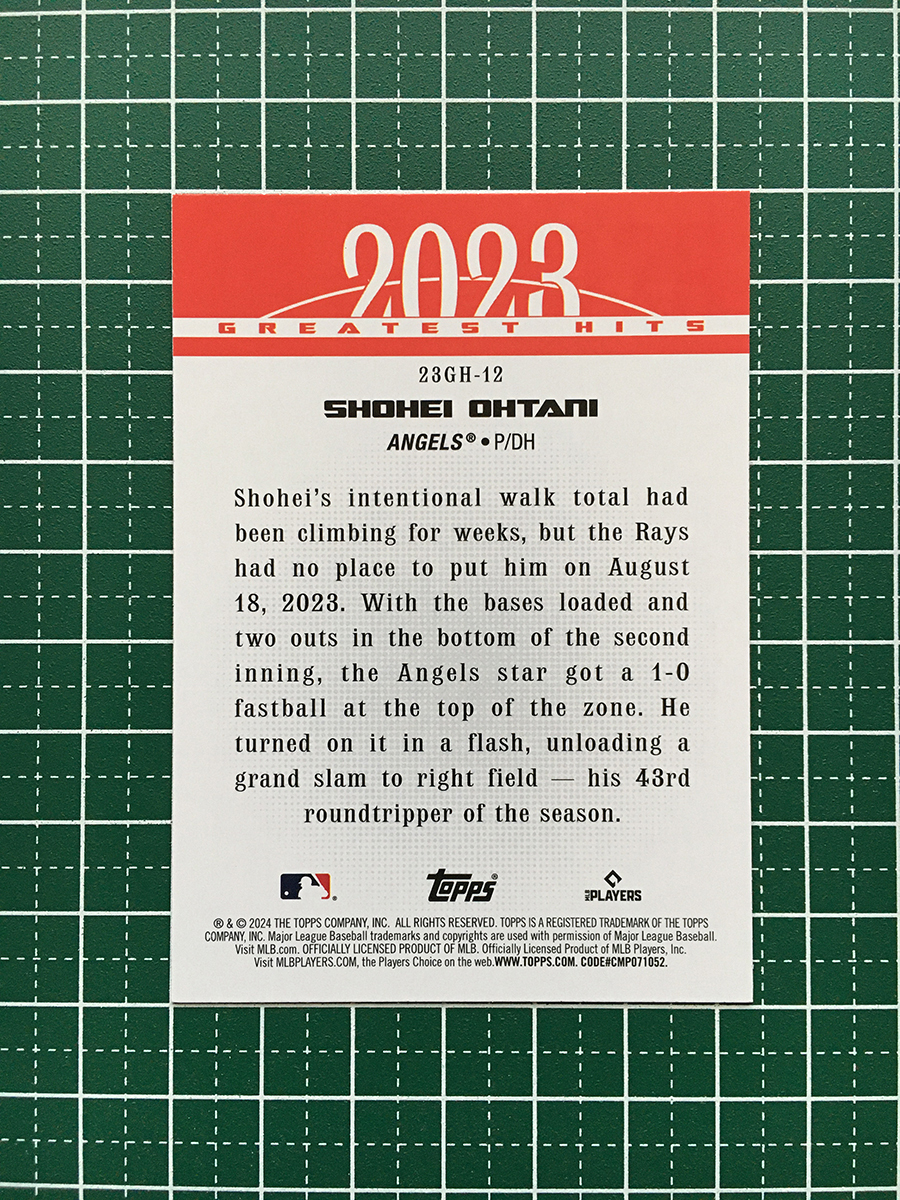 2023
GREATEST HITS
23GH-12
SHOHEI OHTANI
ANGELS® • P/DH
Shohei's intentional walk total had
been climbing for weeks, but the Rays
had no place to put him on August
18, 2023. With the bases loaded and
two outs in the bottom of the second
inning, the Angels star got a 1-0
fastball at the top of the zone. He
turned on it in a flash, unloading a
grand slam to right field — his 43rd
roundtripper of the season.
Topps® MLB PLAYERS
® & © 2024 THE TOPPS COMPANY, INC. ALL RIGHTS RESERVED. TOPPS IS A REGISTERED TRADEMARK OF THE TOPPS
COMPANY, INC. Major League Baseball trademarks and copyrights are used with permission of Major League Baseball.
Visit MLB.com. OFFICIALLY LICENSED PRODUCT OF MLB. Officially Licensed Product of MLB Players, Inc.
Visit MLBPLAYERS.COM, the Players Choice on the web.WWW.TOPPS.COM. CODE#CMP071052.